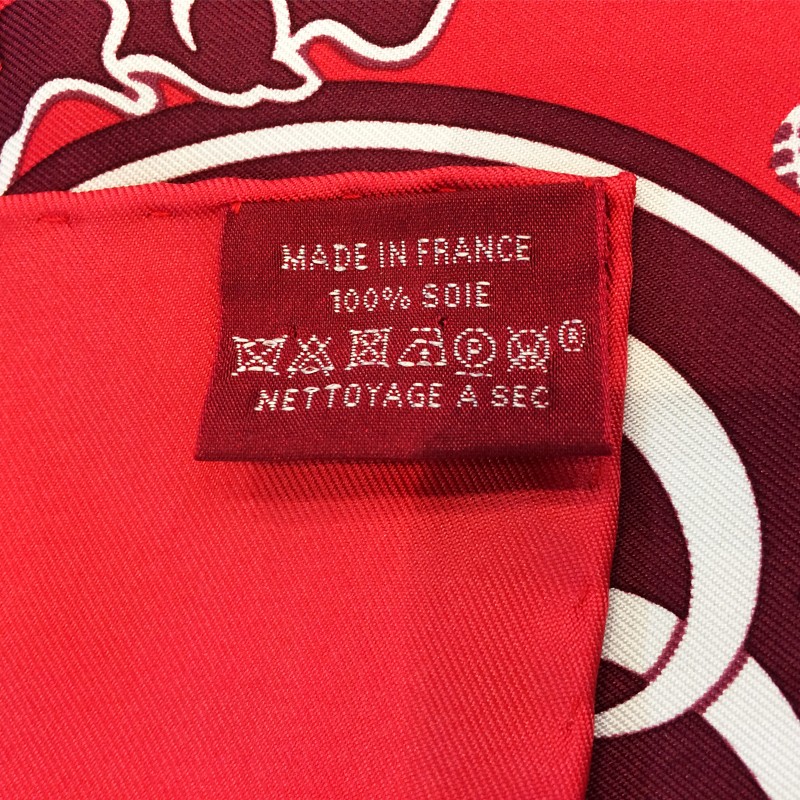 MADE IN FRANCE
100% SOIE
P ®
NETTOYAGE A SEC